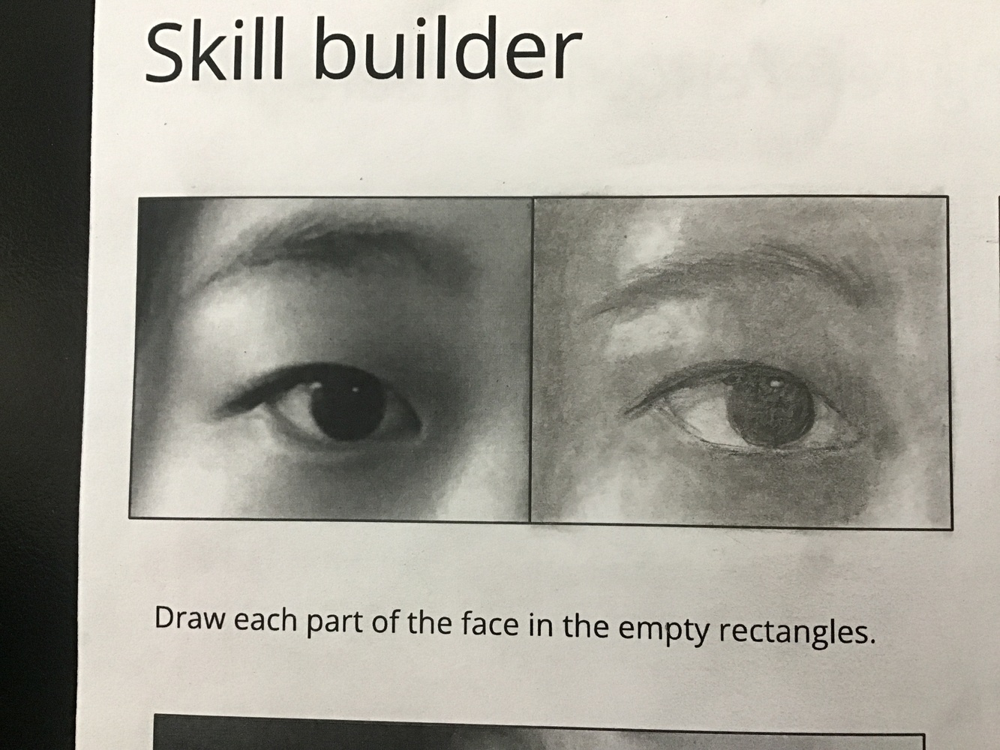 Skill builder
Draw each part of the face in the empty rectangles.